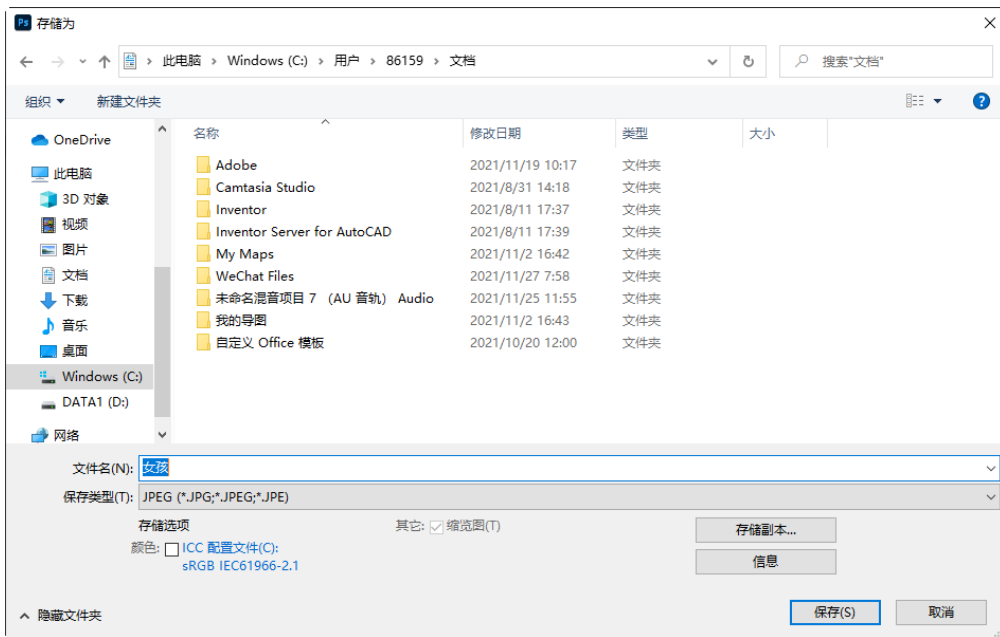 Ps 存储为
此电脑 Windows (C:) 用户 86159 文档 搜索"文档"
组织 新建文件夹 ?
名称 修改日期 类型 大小
OneDrive
此电脑
3D 对象
视频
图片
文档
下载
音乐
桌面
Windows (C:)
DATA1 (D:)
网络
Adobe 2021/11/19 10:17 文件夹
Camtasia Studio 2021/8/31 14:18 文件夹
Inventor 2021/8/11 17:37 文件夹
Inventor Server for AutoCAD 2021/8/11 17:39 文件夹
My Maps 2021/11/2 16:42 文件夹
WeChat Files 2021/11/27 7:58 文件夹
未命名混音项目 7 （AU 音轨） Audio 2021/11/25 11:55 文件夹
我的导图 2021/11/2 16:43 文件夹
自定义 Office 模板 2021/10/20 12:00 文件夹
文件名(N): 女孩
保存类型(T): JPEG (*.JPG;*.JPEG;*.JPE)
存储选项 其它: 缩览图(T) 存储副本...
颜色: ICC 配置文件(C):
sRGB IEC61966-2.1 信息
隐藏文件夹 保存(S) 取消